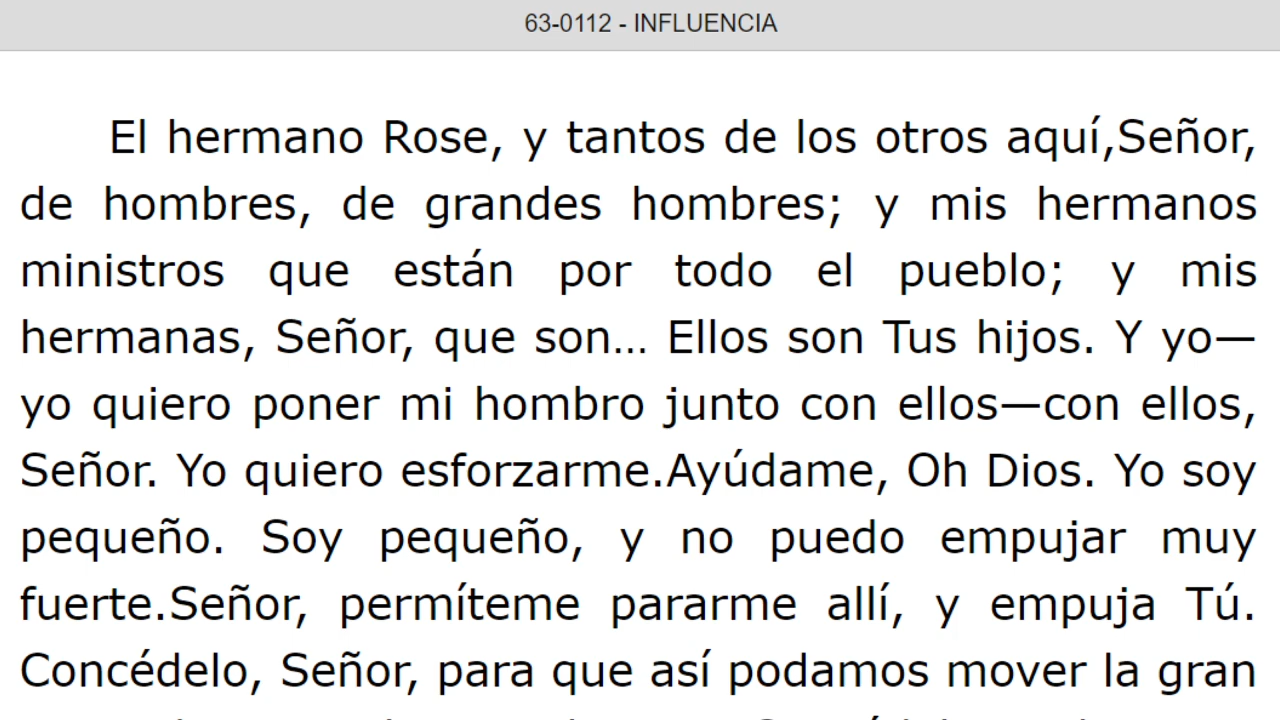 63-0112 - INFLUENCIA
El hermano Rose, y tantos de los otros aquí,Señor,
de hombres, de grandes hombres; y mis hermanos
ministros que están por todo el pueblo; y mis
hermanas, Señor, que son... Ellos son Tus hijos. Y yo—
yo quiero poner mi hombro junto con ellos—con ellos,
Señor. Yo quiero esforzarme.Ayúdame, Oh Dios. Yo soy
pequeño. Soy pequeño, y no puedo empujar muy
fuerte.Señor, permíteme pararme allí, y empuja Tú.
Concédelo, Señor, para que así podamos mover la gran